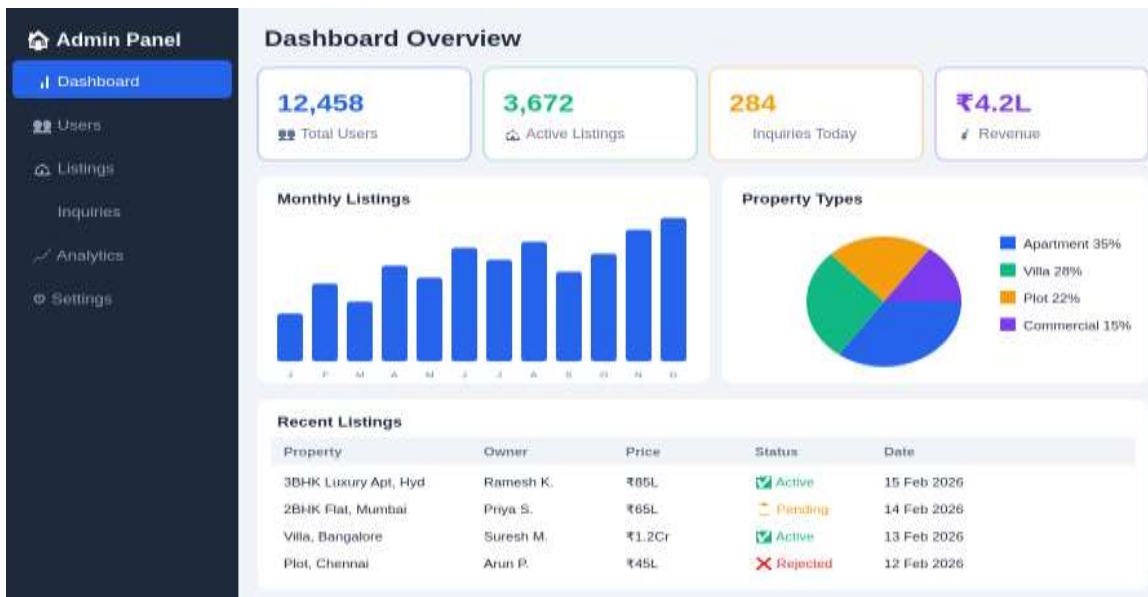 Admin Panel
Dashboard
Users
Listings
Inquiries
Analytics
Settings
Dashboard Overview
12,458
Total Users
3,672
Active Listings
284
Inquiries Today
₹4.2L
Revenue
Monthly Listings
J F M A M J J A S O N D
Property Types
Apartment 35%
Villa 28%
Plot 22%
Commercial 15%
Recent Listings
Property Owner Price Status Date
3BHK Luxury Apt, Hyd Ramesh K. ₹85L Active 15 Feb 2026
2BHK Flat, Mumbai Priya S. ₹65L Pending 14 Feb 2026
Villa, Bangalore Suresh M. ₹1.2Cr Active 13 Feb 2026
Plot, Chennai Arun P. ₹45L Rejected 12 Feb 2026